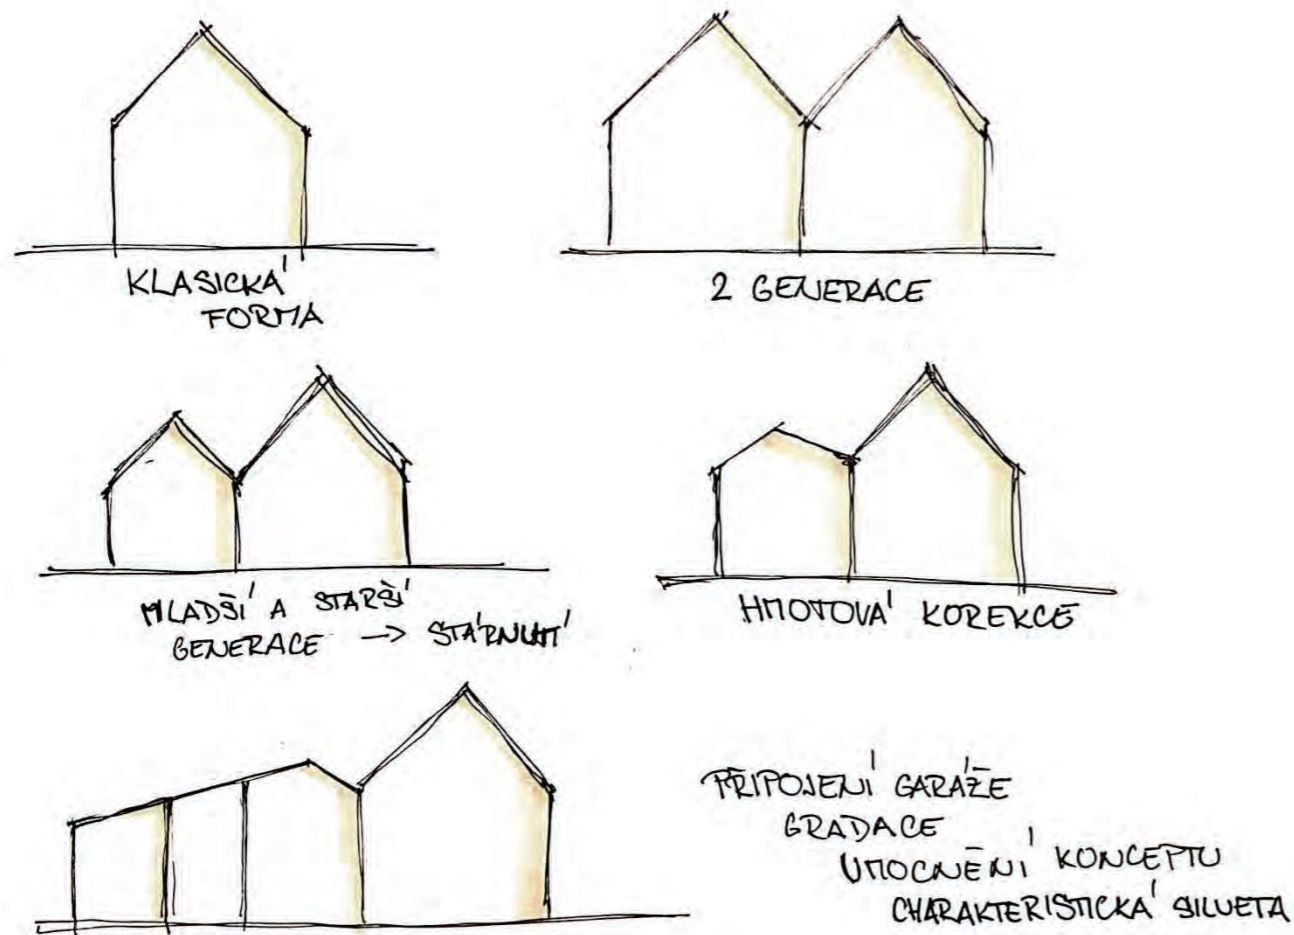 KLASICKÁ
FORMA
2 GENERACE
MLADŠÍ A STARŠÍ
GENERACE → STÁRNUTÍ
HMOTOVÁ KOREKCE
PŘIPOJENÍ GARÁŽE
GRADACE
UMOCNĚNÍ KONCEPTU
CHARAKTERISTICKÁ SILUETA